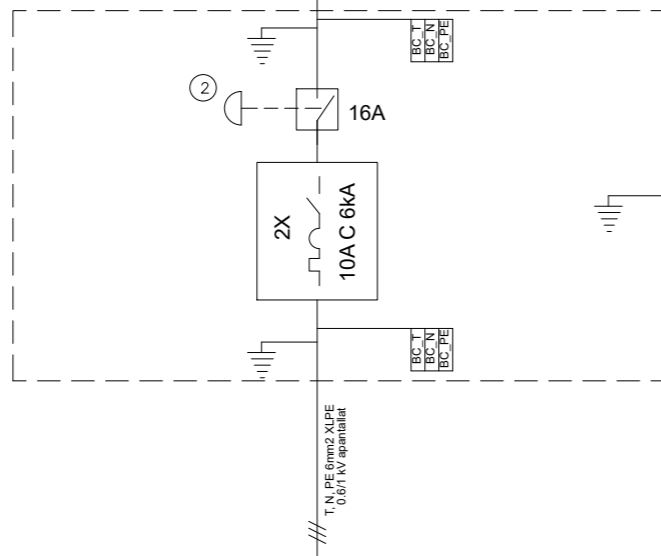 BC_T
BC_N
BC_PE
2
16A
2X
10A C 6kA
BC_T
BC_N
BC_PE
T, N, PE 6mm2 XLPE
0.6/1 kV apantallat